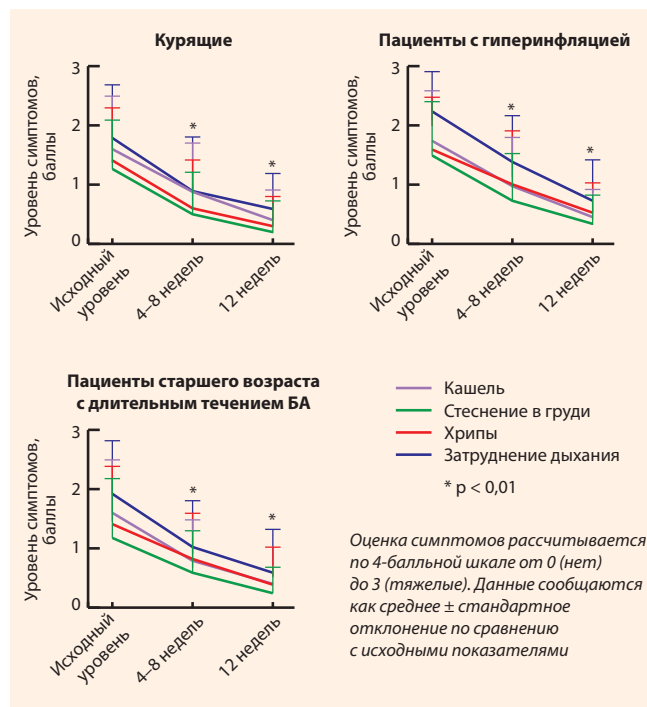 Курящие
Уровень симптомов,
баллы
3
2
1
0
*
*
Исходный
уровень
4–8 недель
12 недель
Пациенты с гиперинфляцией
Уровень симптомов,
баллы
3
2
1
0
*
*
Исходный
уровень
4–8 недель
12 недель
Пациенты старшего возраста
с длительным течением БА
Уровень симптомов,
баллы
3
2
1
0
*
*
Исходный
уровень
4–8 недель
12 недель
Кашель
Стеснение в груди
Хрипы
Затруднение дыхания
* p < 0,01
Оценка симптомов рассчитывается
по 4-балльной шкале от 0 (нет)
до 3 (тяжелые). Данные сообщаются
как среднее ± стандартное
отклонение по сравнению
с исходными показателями